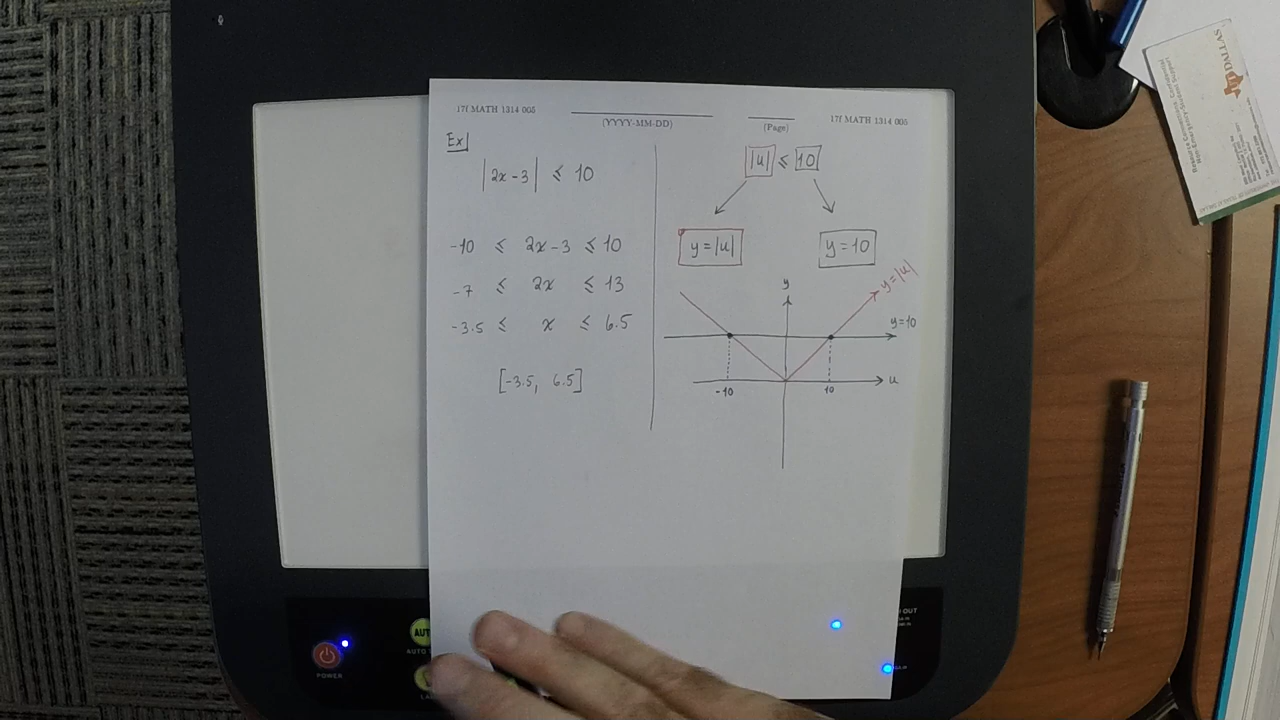 17f MATH 1314 005
(YYYY-MM-DD)
(Page)
17f MATH 1314 005
Ex|
|2x-3| ≤ 10
-10 ≤ 2x-3 ≤ 10
-7 ≤ 2x ≤ 13
-3.5 ≤ x ≤ 6.5
[-3.5, 6.5]
|u| ≤ 10
y=|u|
y=10
y
y=|u|
y=10
u
-10
10
DALLAS
POWER